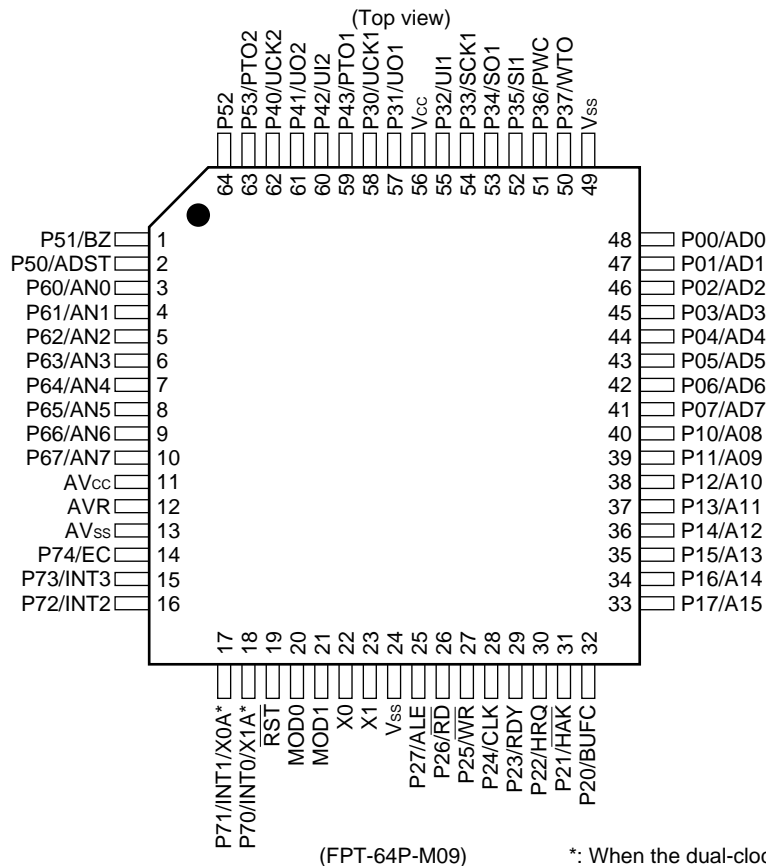 (Top view)
P52
P53/PTO2
P40/UCK2
P41/UO2
P42/UI2
P43/PTO1
P30/UCK1
P31/UO1
Vcc
P32/UI1
P33/SCK1
P34/SO1
P35/SI1
P36/PWC
P37/WTO
Vss
64
63
62
61
60
59
58
57
56
55
54
53
52
51
50
49
P51/BZ 1
P50/ADST 2
P60/AN0 3
P61/AN1 4
P62/AN2 5
P63/AN3 6
P64/AN4 7
P65/AN5 8
P66/AN6 9
P67/AN7 10
AVcc 11
AVR 12
AVss 13
P74/EC 14
P73/INT3 15
P72/INT2 16
48 P00/AD0
47 P01/AD1
46 P02/AD2
45 P03/AD3
44 P04/AD4
43 P05/AD5
42 P06/AD6
41 P07/AD7
40 P10/A08
39 P11/A09
38 P12/A10
37 P13/A11
36 P14/A12
35 P15/A13
34 P16/A14
33 P17/A15
17
18
19
20
21
22
23
24
25
26
27
28
29
30
31
32
P71/INT1/X0A*
P70/INT0/X1A*
RST
MOD0
MOD1
X0
X1
Vss
P27/ALE
P26/RD
P25/WR
P24/CLK
P23/RDY
P22/HRQ
P21/HAK
P20/BUFC
(FPT-64P-M09)
*: When the dual-cloc